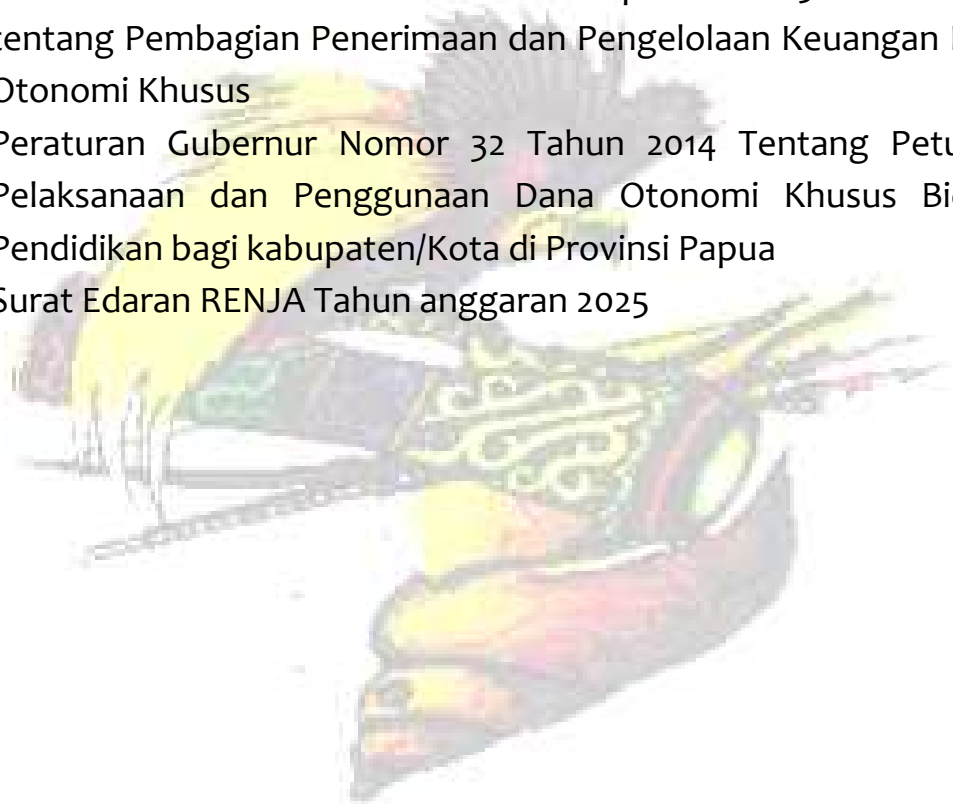 tentang Pembagian Penerimaan dan Pengelolaan Keuangan
Otonomi Khusus
Peraturan Gubernur Nomor 32 Tahun 2014 Tentang
Pelaksanaan dan Penggunaan Dana Otonomi Khusus
Pendidikan bagi kabupaten/Kota di Provinsi Papua
Surat Edaran RENJA Tahun anggaran 2025